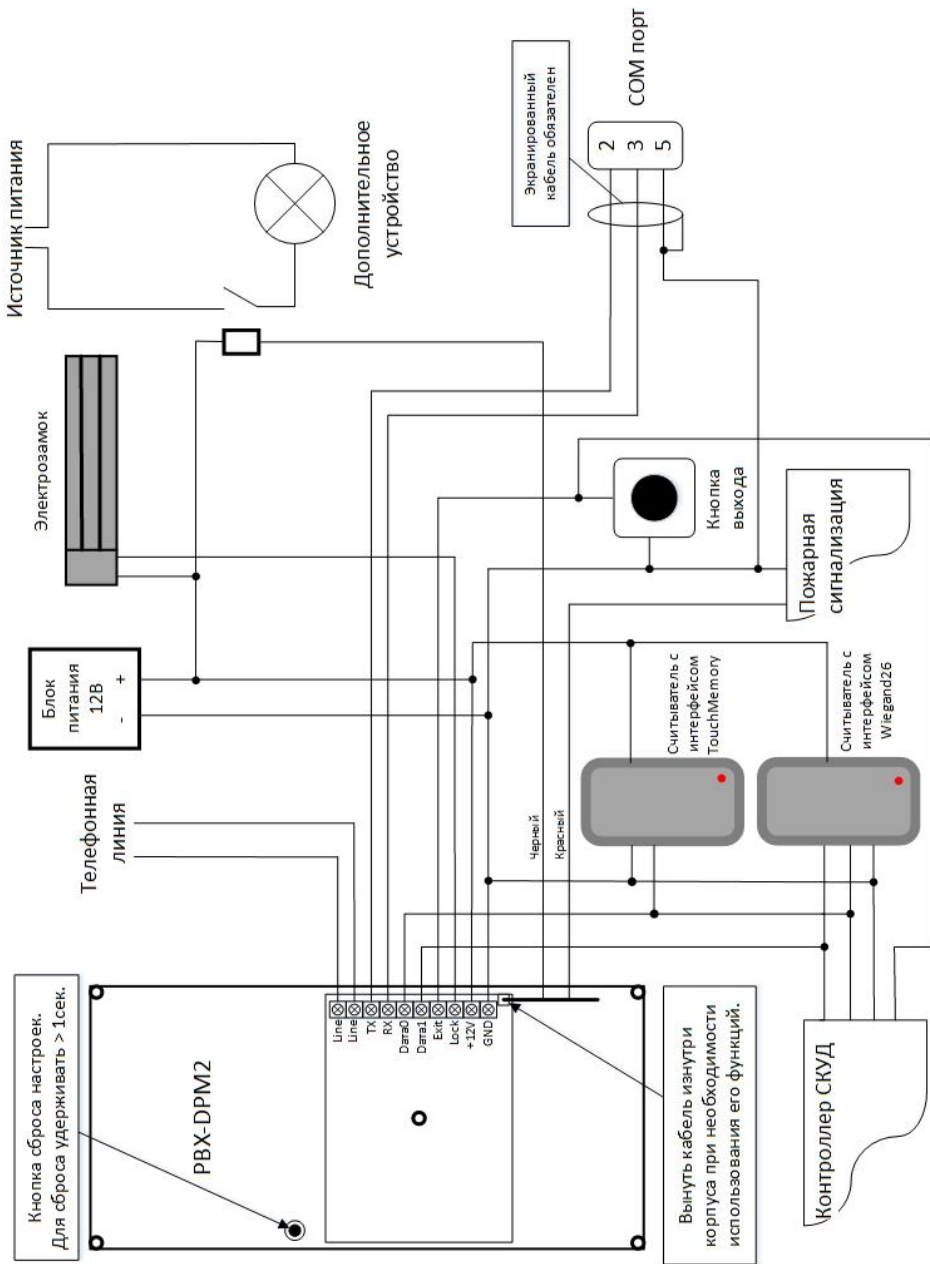 Кнопка сброса настроек.
Для сброса удерживать > 1сек.
PBX-DPM2
Line
Line
TX
RX
Data0
Data1
Exit
Lock
+12V
GND
Вынуть кабель изнутри
корпуса при необходимости
использования его функций.
Телефонная
линия
Блок
питания
12В
-
+
Электрозамок
Источник питания
Дополнительное
устройство
Экранированный
кабель обязателен
COM порт
2
3
5
Кнопка
выхода
Пожарная
сигнализация
Черный
Красный
Считыватель с
интерфейсом
TouchMemory
Считыватель с
интерфейсом
Wiegand26
Контроллер СКУД